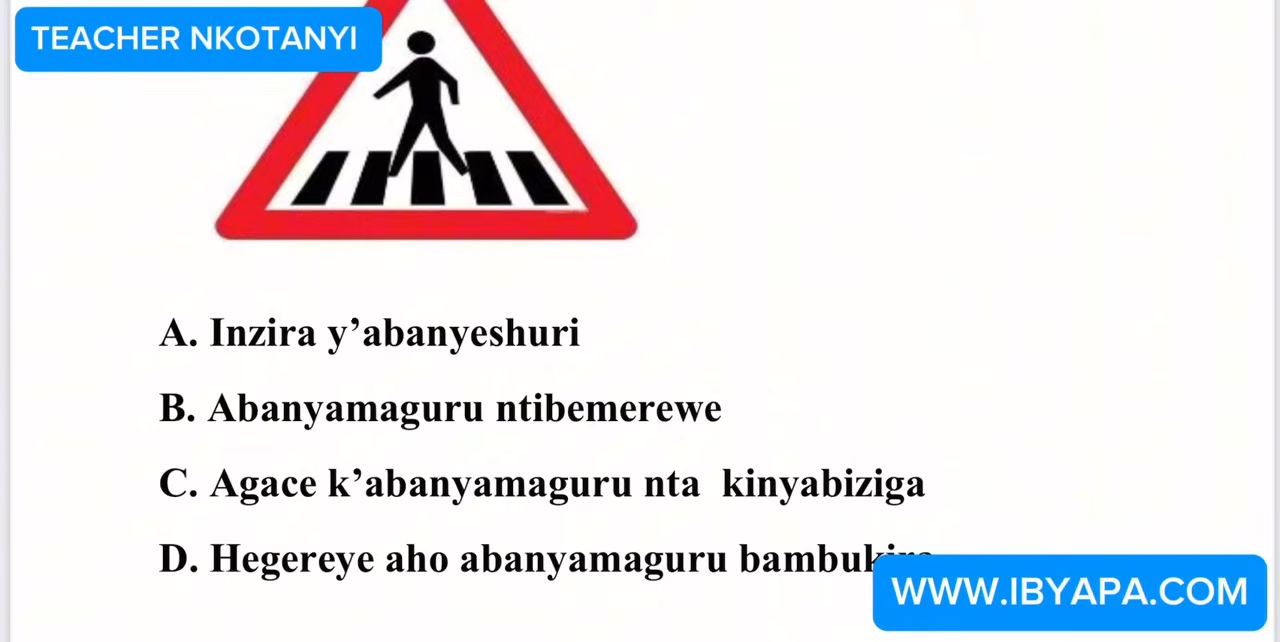 TEACHER NKOTANYI
A. Inzira y’abanyeshuri
B. Abanyamaguru ntibemerewe
C. Agace k’abanyamaguru nta kinyabiziga
D. Hegereye aho abanyamaguru bambukira
WWW.IBYAPA.COM